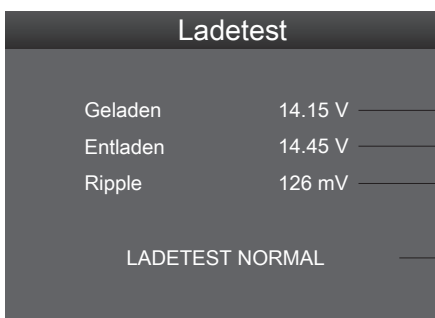 Ladetest
Geladen 14.15 V
Entladen 14.45 V
Ripple 126 mV
LADETEST NORMAL